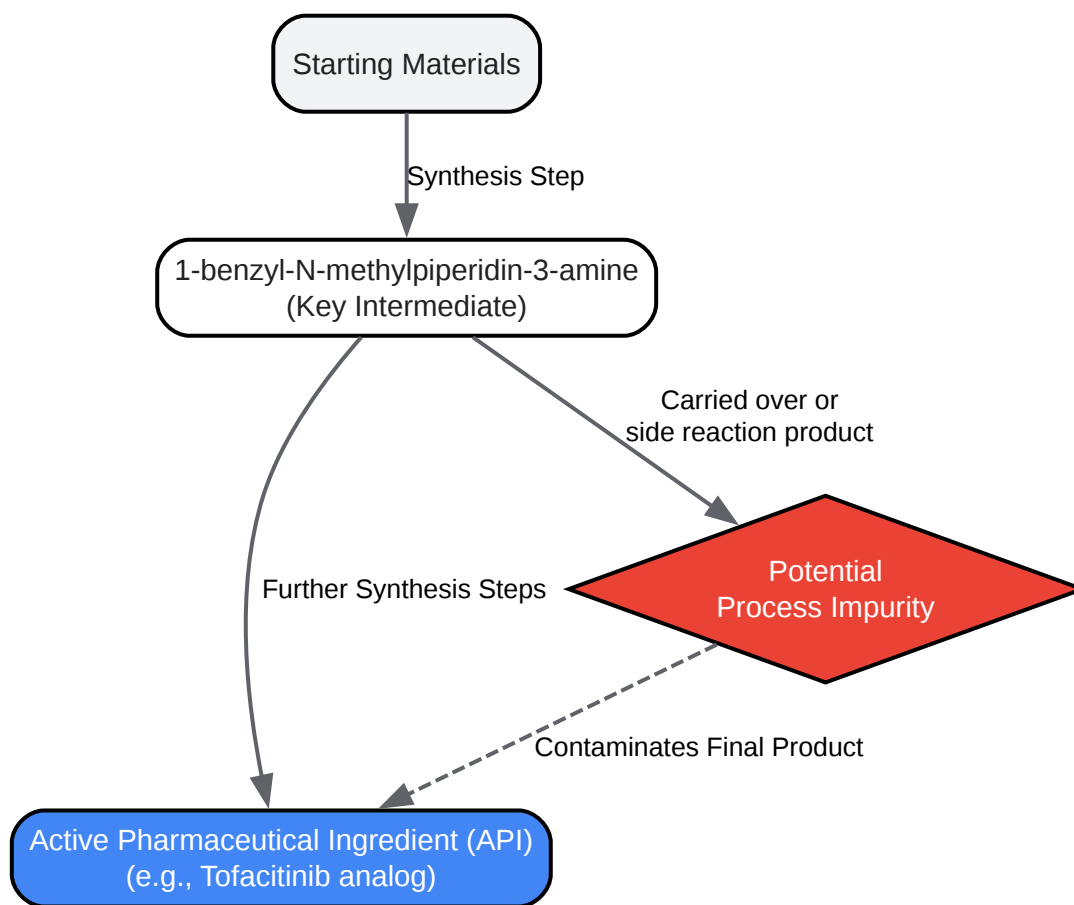 Starting Materials
Synthesis Step
1-benzyl-N-methylpiperidin-3-amine
(Key Intermediate)
Carried over or
side reaction product
Further Synthesis Steps
Potential
Process Impurity
Contaminates Final Product
Active Pharmaceutical Ingredient (API)
(e.g., Tofacitinib analog)